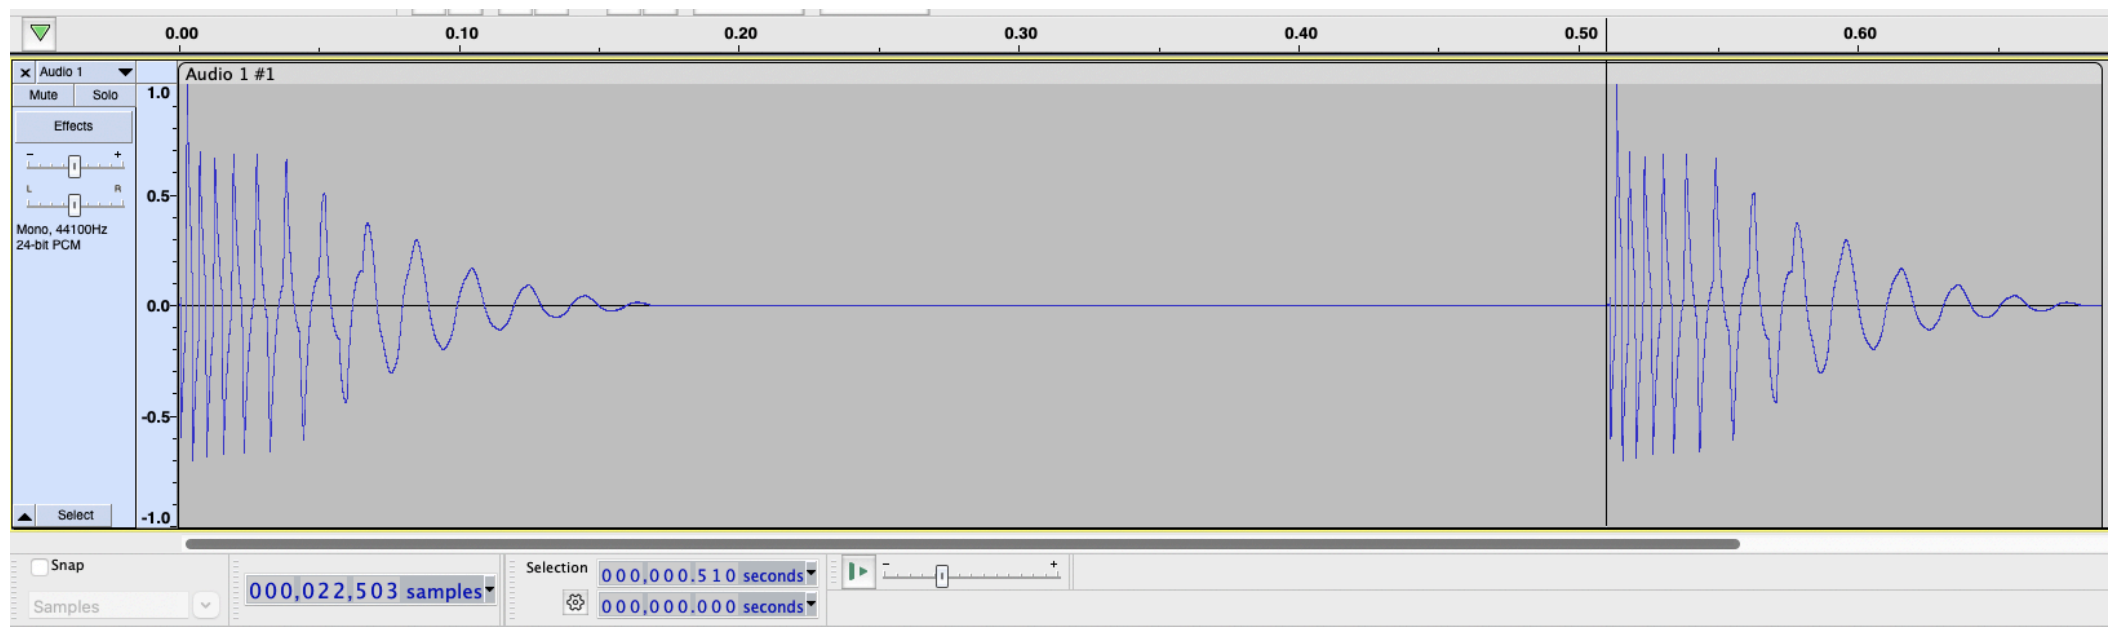 0.00 0.10 0.20 0.30 0.40 0.50 0.60
x Audio 1
Audio 1 #1
Mute Solo
Effects
- +
L R
Mono, 44100Hz
24-bit PCM
Select
1.0
0.5
0.0
-0.5
-1.0
Snap
Samples
000,022,503 samples
Selection
000,000.510 seconds
000,000.000 seconds
- +